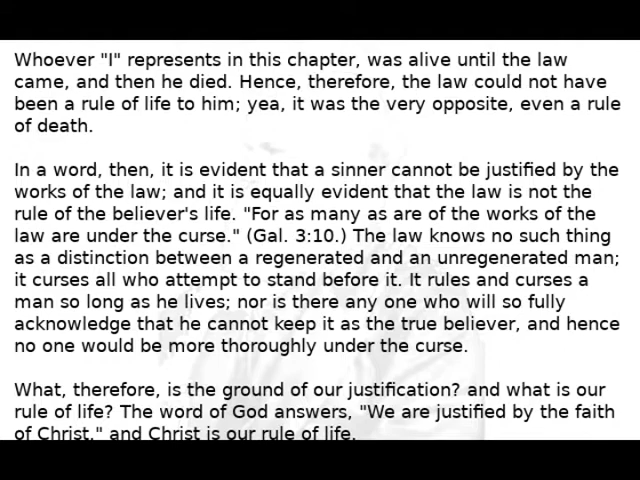 Whoever "I" represents in this chapter, was alive until the law
came, and then he died. Hence, therefore, the law could not have
been a rule of life to him; yea, it was the very opposite, even a rule
of death.
In a word, then, it is evident that a sinner cannot be justified by the
works of the law; and it is equally evident that the law is not the
rule of the believer's life. "For as many as are of the works of the
law are under the curse." (Gal. 3:10.) The law knows no such thing
as a distinction between a regenerated and an unregenerated man;
it curses all who attempt to stand before it. It rules and curses a
man so long as he lives; nor is there any one who will so fully
acknowledge that he cannot keep it as the true believer, and hence
no one would be more thoroughly under the curse.
What, therefore, is the ground of our justification? and what is our
rule of life? The word of God answers, "We are justified by the faith
of Christ," and Christ is our rule of life.